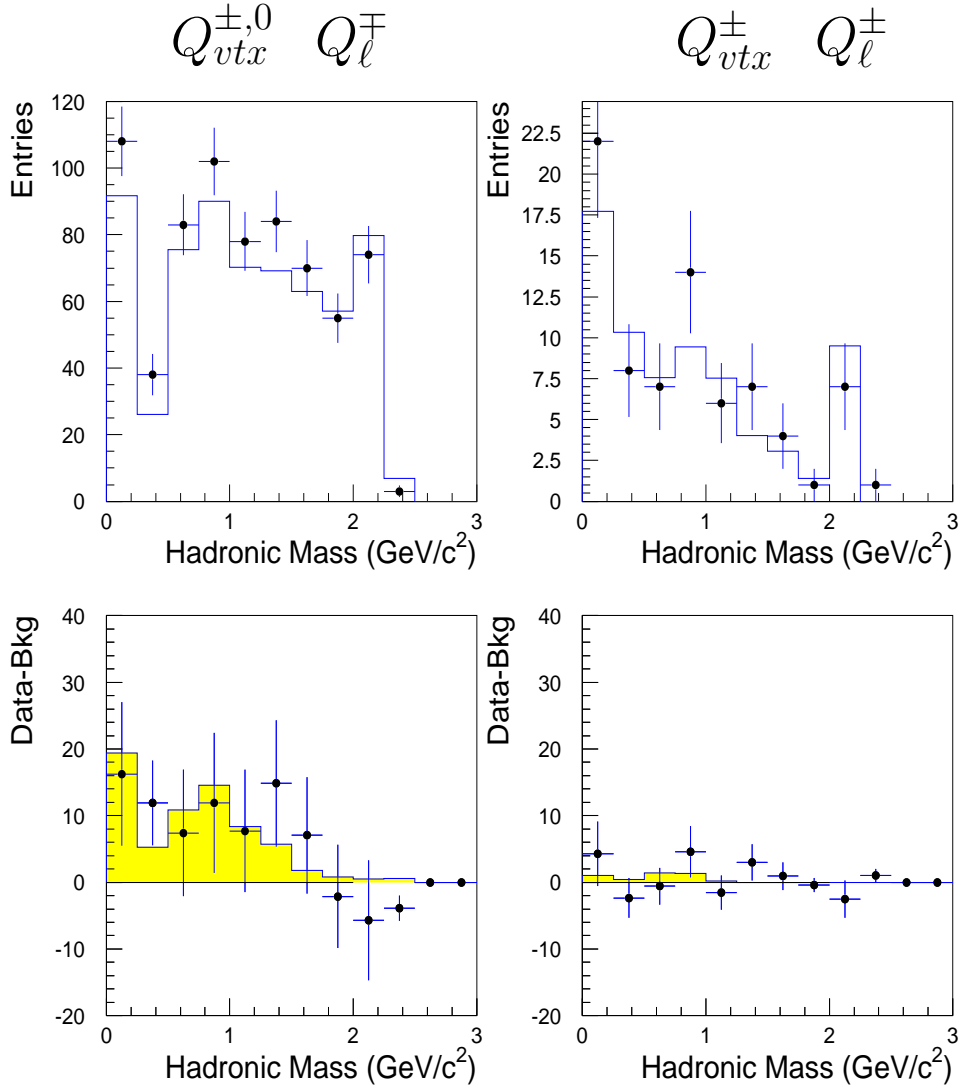 Q_{vtx}^{±,0} Q_ℓ^∓ Q_{vtx}^± Q_ℓ^±
Entries
120
100
80
60
40
20
0
0 1 2 3
Hadronic Mass (GeV/c²)
Entries
22.5
20
17.5
15
12.5
10
7.5
5
2.5
0
0 1 2 3
Hadronic Mass (GeV/c²)
Data-Bkg
40
30
20
10
0
-10
-20
0 1 2 3
Hadronic Mass (GeV/c²)
Data-Bkg
40
30
20
10
0
-10
-20
0 1 2 3
Hadronic Mass (GeV/c²)